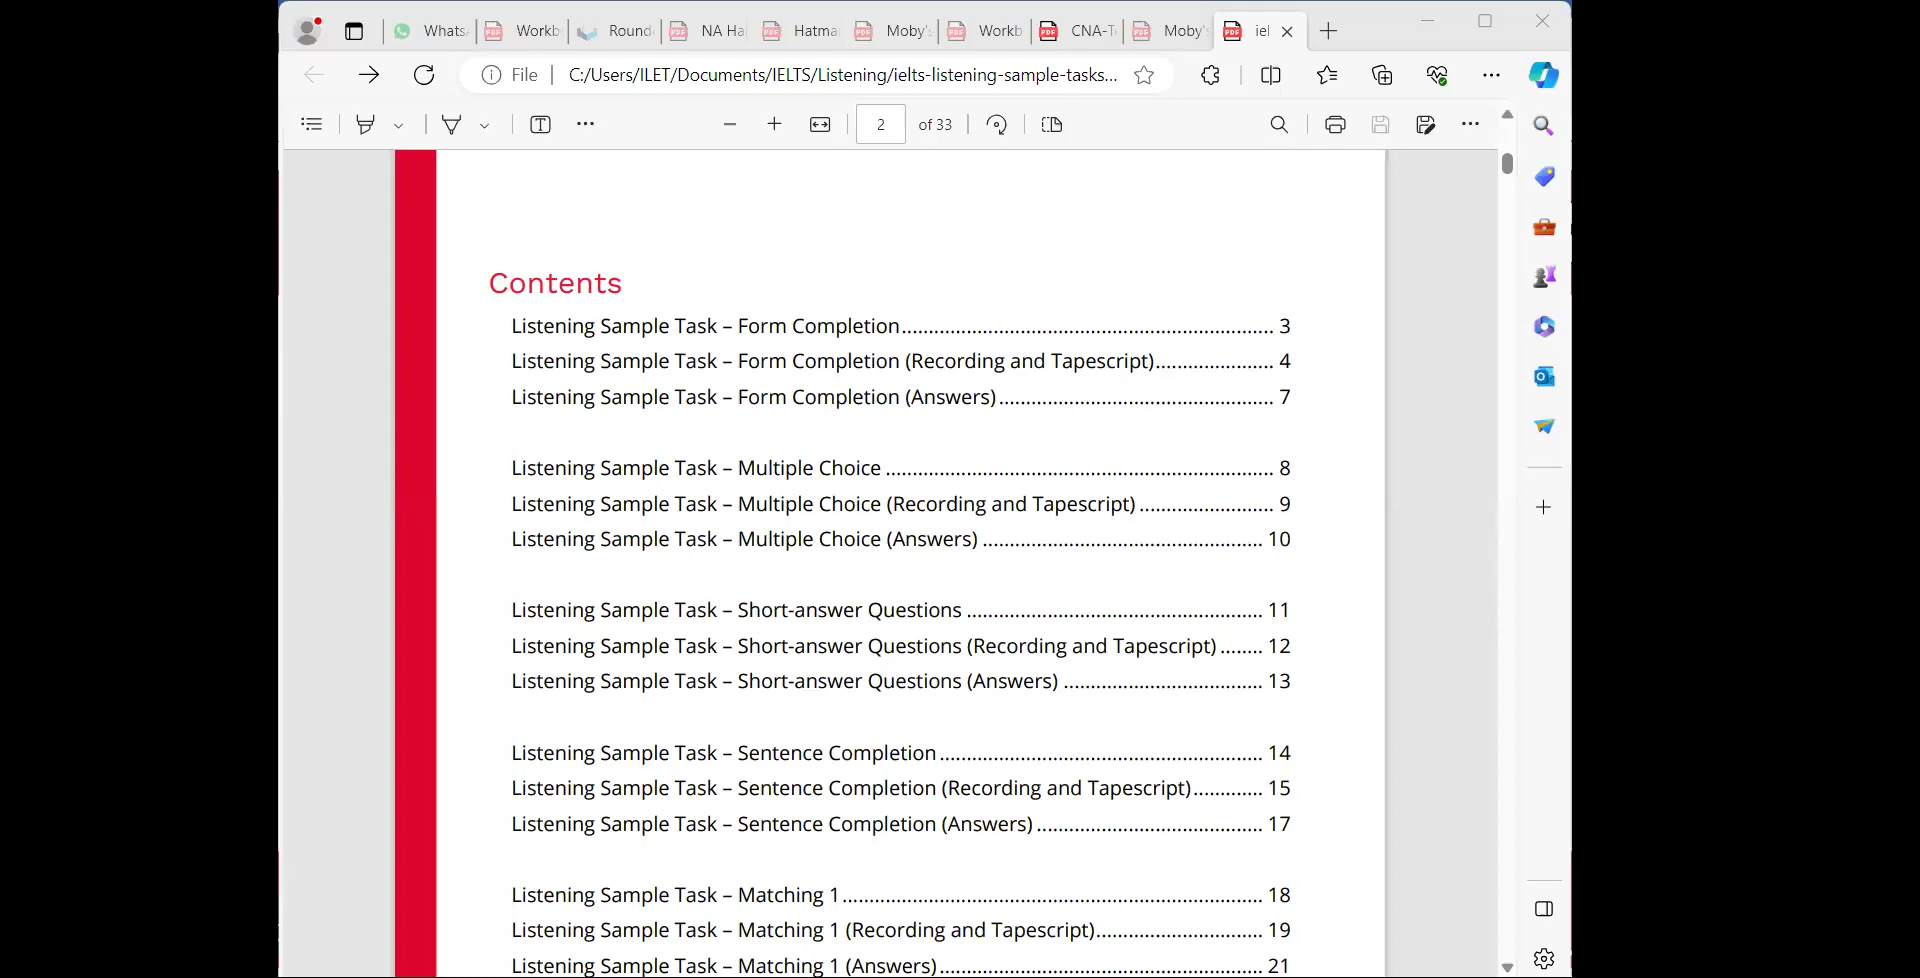 Whats
Workb
Round
NA Ha
Hatma
Moby'
Workb
CNA-T
Moby'
iel
File
C:/Users/ILET/Documents/IELTS/Listening/ielts-listening-sample-tasks...
2 of 33
Contents
Listening Sample Task – Form Completion 3
Listening Sample Task – Form Completion (Recording and Tapescript) 4
Listening Sample Task – Form Completion (Answers) 7
Listening Sample Task – Multiple Choice 8
Listening Sample Task – Multiple Choice (Recording and Tapescript) 9
Listening Sample Task – Multiple Choice (Answers) 10
Listening Sample Task – Short-answer Questions 11
Listening Sample Task – Short-answer Questions (Recording and Tapescript) 12
Listening Sample Task – Short-answer Questions (Answers) 13
Listening Sample Task – Sentence Completion 14
Listening Sample Task – Sentence Completion (Recording and Tapescript) 15
Listening Sample Task – Sentence Completion (Answers) 17
Listening Sample Task – Matching 1 18
Listening Sample Task – Matching 1 (Recording and Tapescript) 19
Listening Sample Task – Matching 1 (Answers) 21